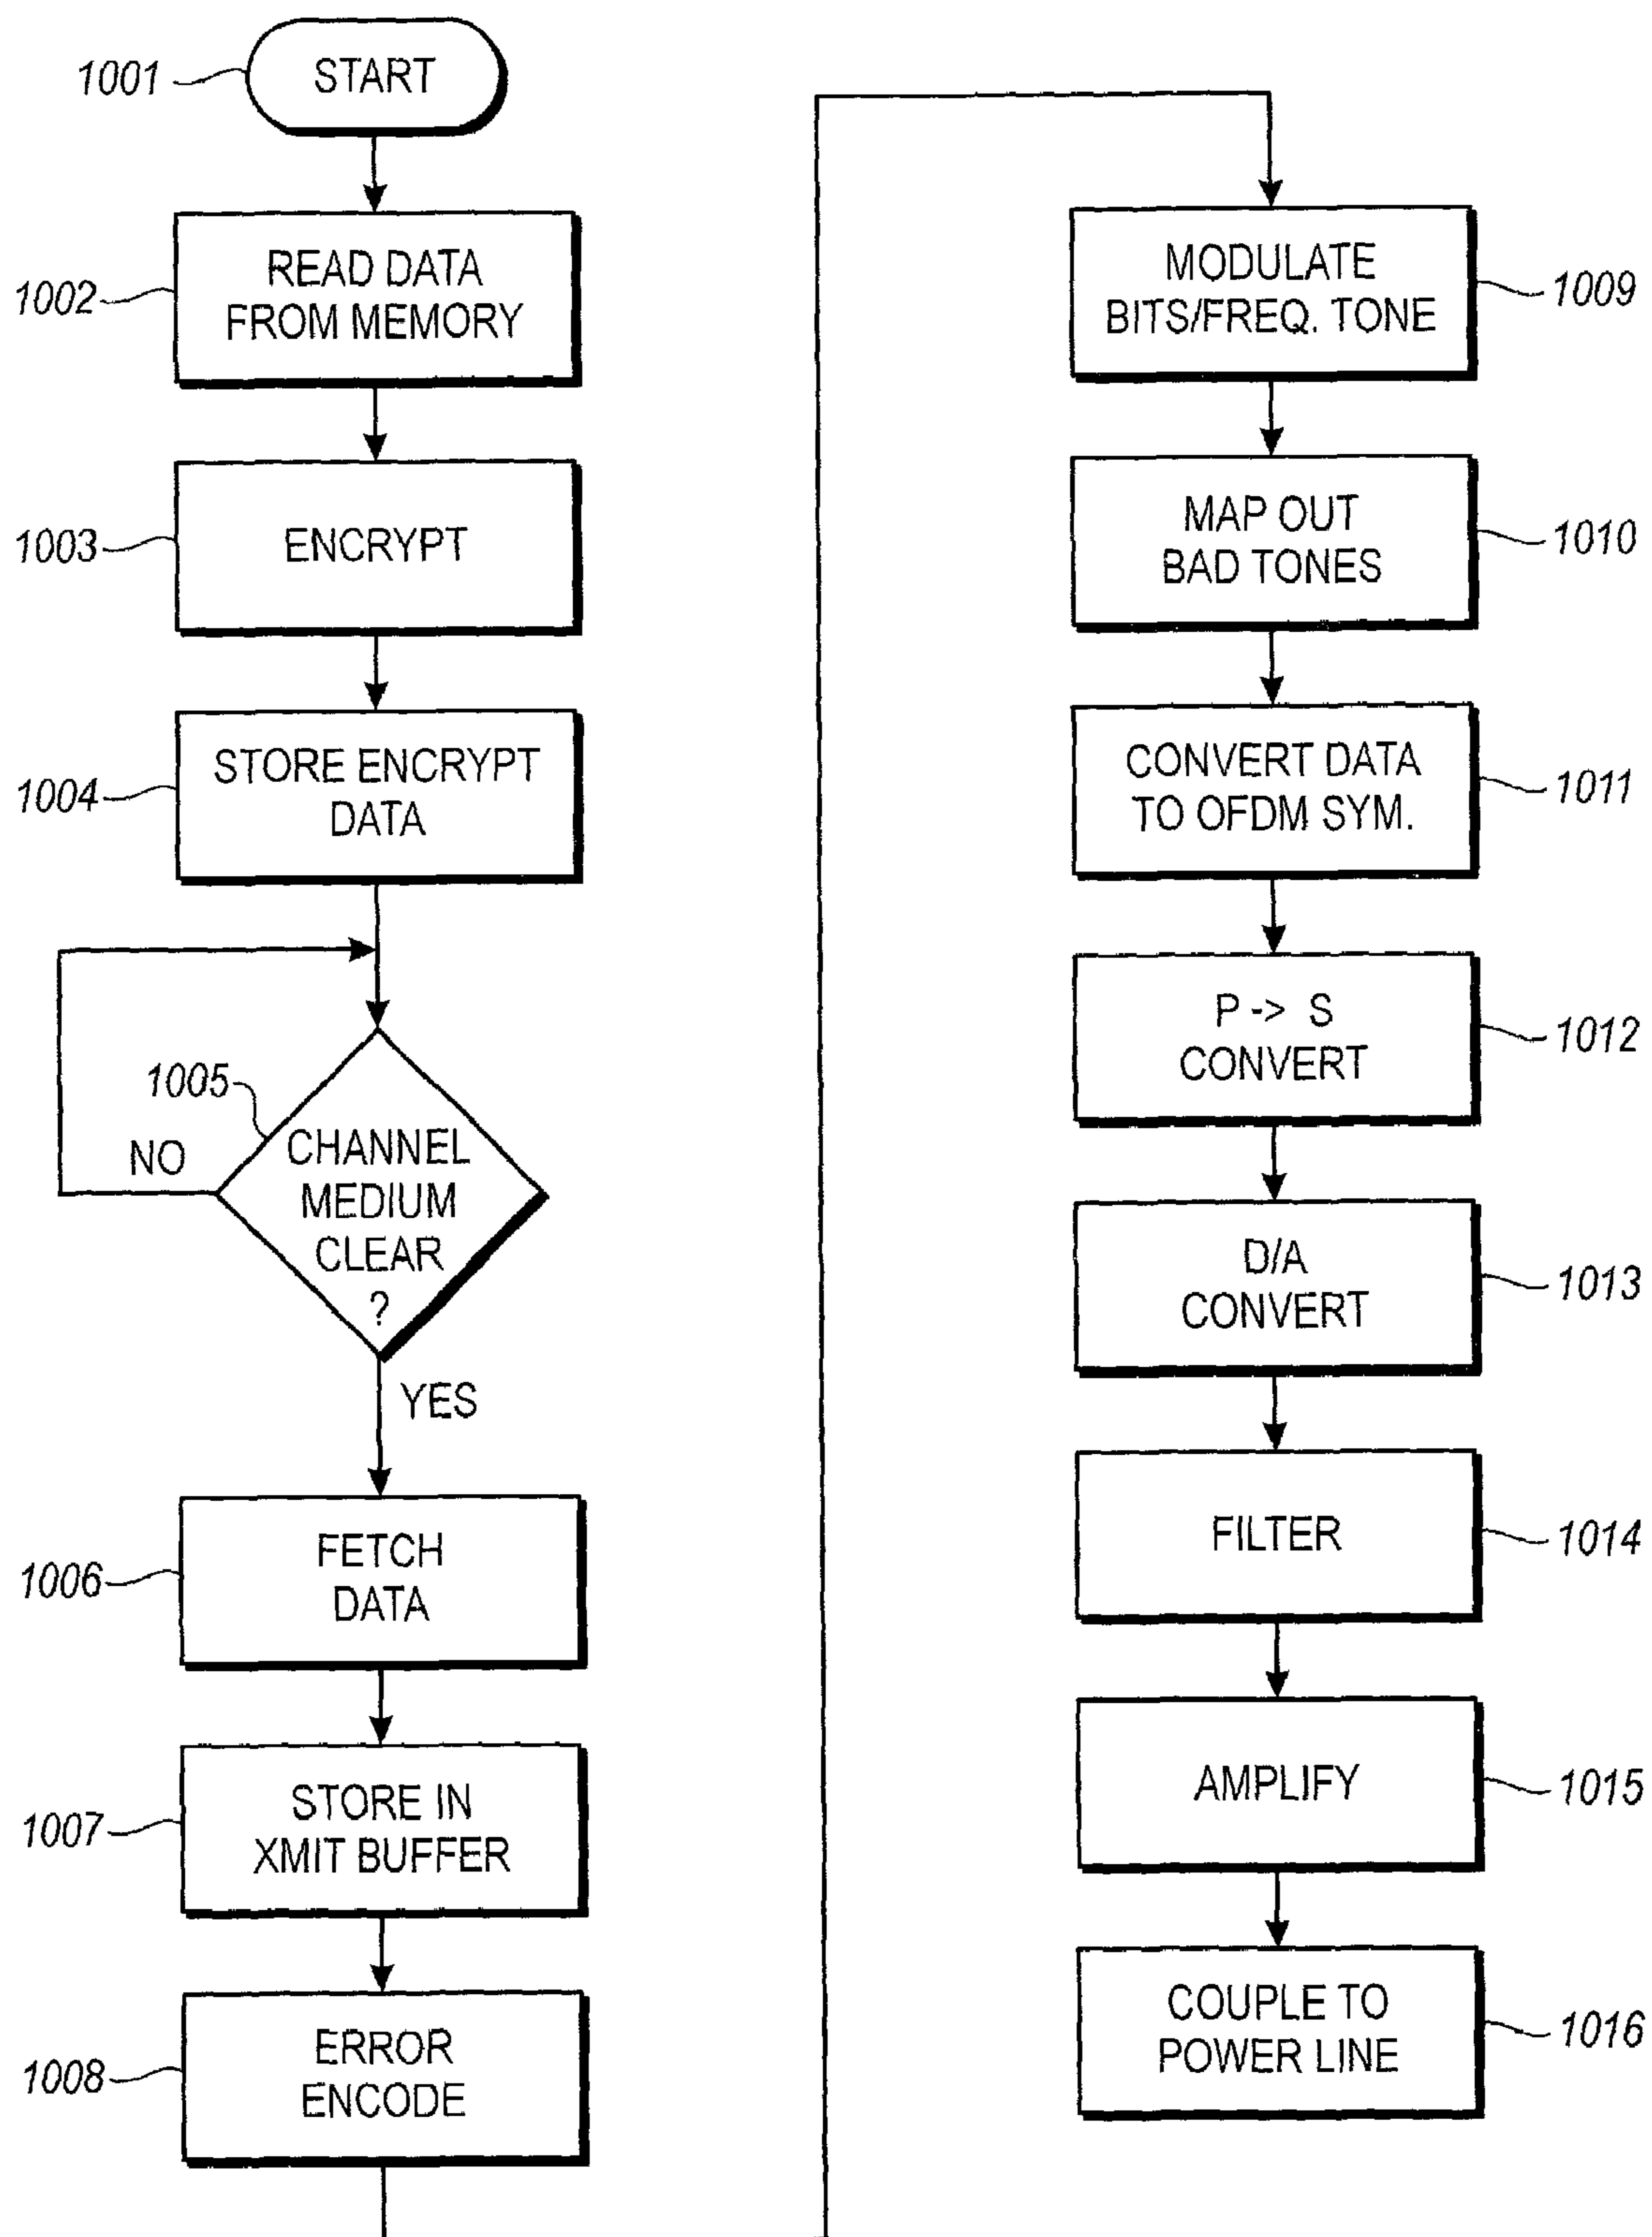 1001
START
1002
READ DATA
FROM MEMORY
1003
ENCRYPT
1004
STORE ENCRYPT
DATA
1005
NO
CHANNEL
MEDIUM
CLEAR
?
YES
1006
FETCH
DATA
1007
STORE IN
XMIT BUFFER
1008
ERROR
ENCODE
MODULATE
BITS/FREQ. TONE
1009
MAP OUT
BAD TONES
1010
CONVERT DATA
TO OFDM SYM.
1011
P -> S
CONVERT
1012
D/A
CONVERT
1013
FILTER
1014
AMPLIFY
1015
COUPLE TO
POWER LINE
1016